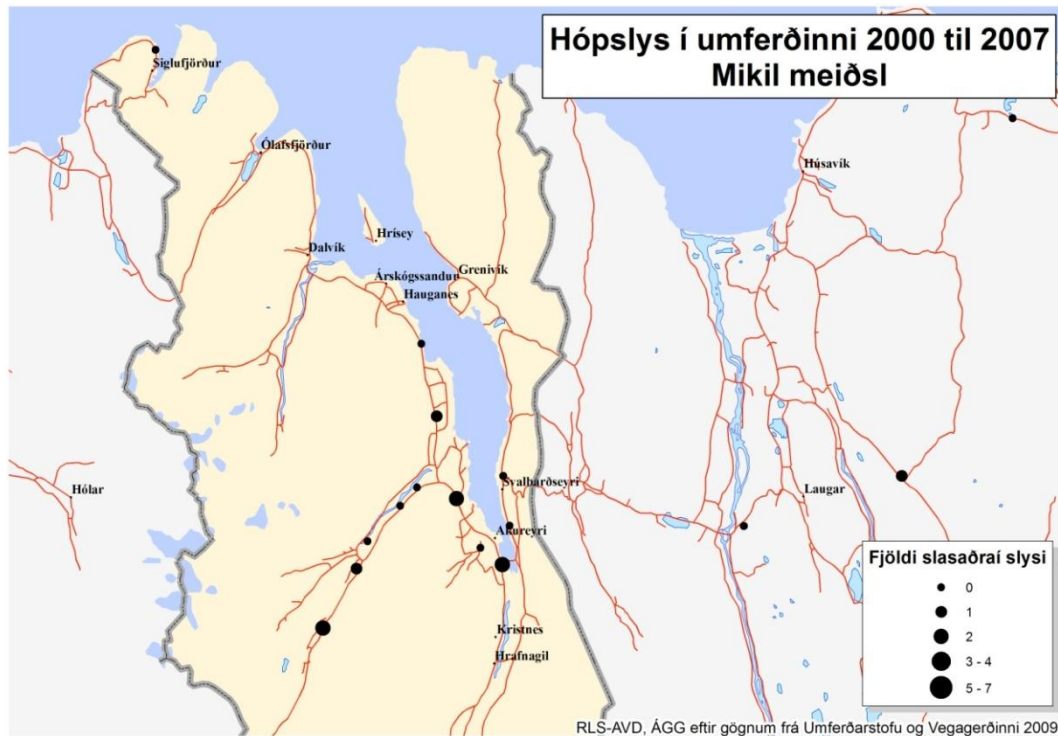 Hópslys í umferðinni 2000 til 2007
Mikil meiðsl
Siglufjörður
Ólafsfjörður
Húsavík
Hrísey
Dalvík
Árskógssandur
Grenivík
Hauganes
Svalbarðseyri
Hólar
Laugar
Akureyri
Kristnes
Hrafnagil
Fjöldi slasaðraí slysi
0
1
2
3 - 4
5 - 7
RLS-AVD, ÁGG eftir gögnum frá Umferðarstofu og Vegagerðinni 2009